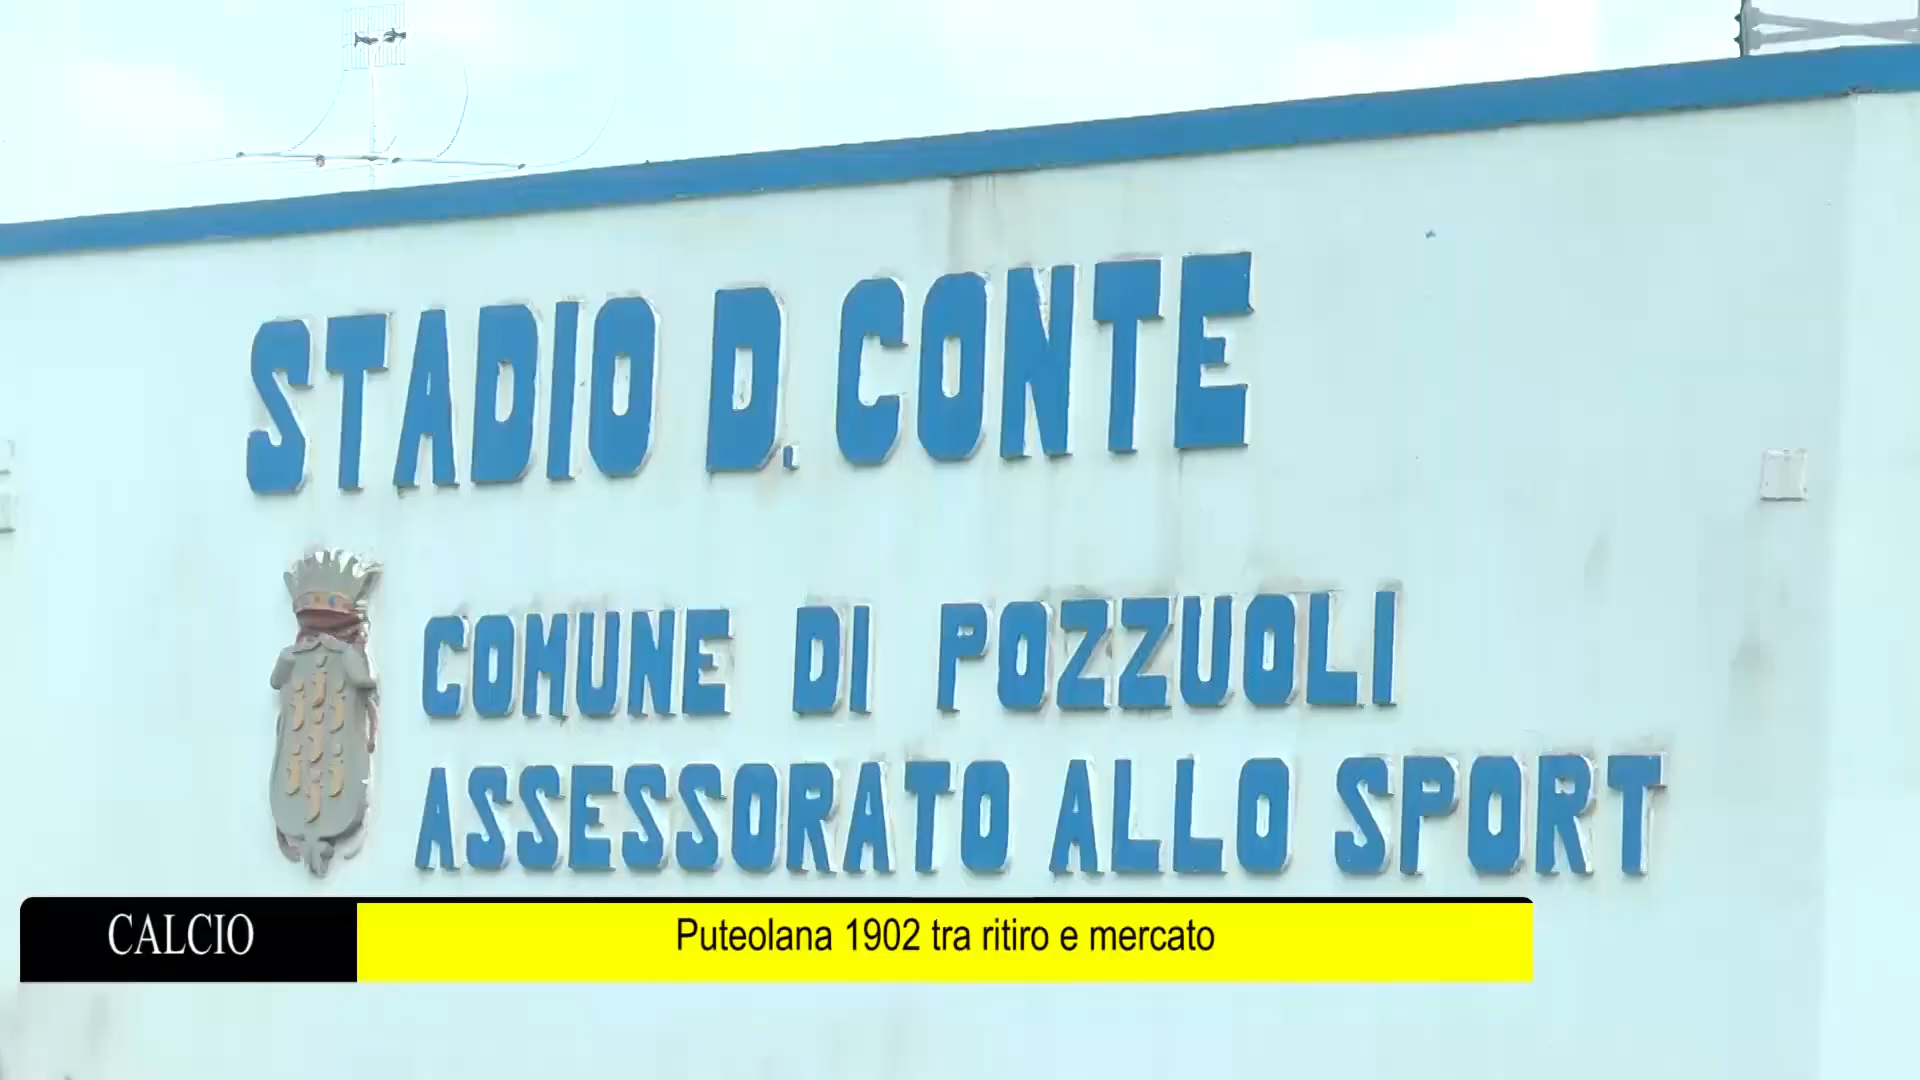 STADIO D. CONTE
COMUNE DI POZZUOLI
ASSESSORATO ALLO SPORT
CALCIO
Puteolana 1902 tra ritiro e mercato